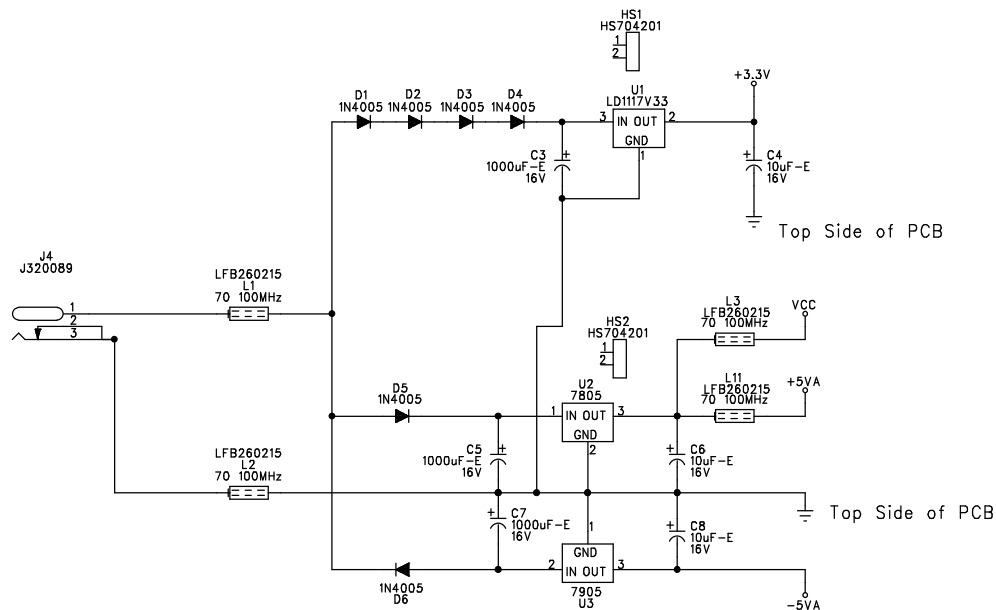 HS1
HS704201
1
2
+3.3V
D1
1N4005
D2
1N4005
D3
1N4005
D4
1N4005
U1
LD1117V33
3
IN OUT
2
GND
1
C3
1000uF-E
16V
+
C4
10uF-E
16V
+
Top Side of PCB
J4
J320089
1
2
3
LFB260215
L1
70 100MHz
HS2
HS704201
1
2
L3
LFB260215
70 100MHz
VCC
D5
1N4005
U2
7805
1
IN OUT
3
GND
2
L11
LFB260215
70 100MHz
+5VA
LFB260215
L2
70 100MHz
C5
1000uF-E
16V
+
C6
10uF-E
16V
+
Top Side of PCB
C7
1000uF-E
16V
+
C8
10uF-E
16V
+
1
GND
2
IN OUT
3
7905
U3
1N4005
D6
-5VA